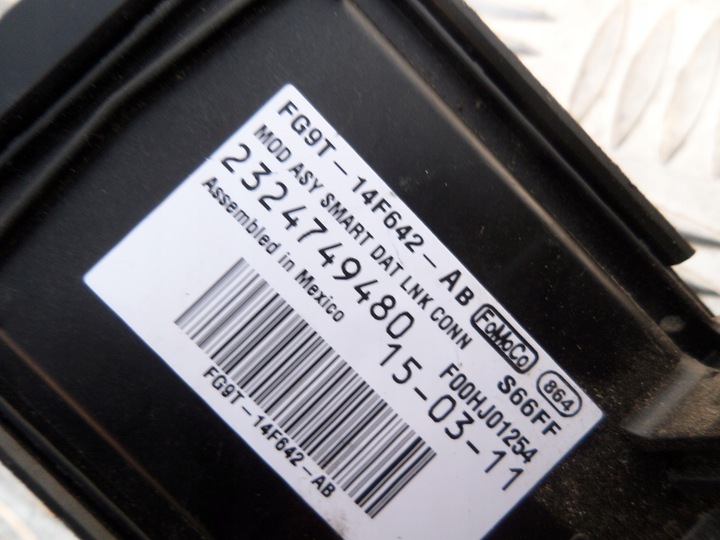 FG9T-14F642-AB FoMoCo 864
MOD ASY SMART DAT LNK CONN S66FF
23247749480 F00HJ01254
Assembled in Mexico 15-03-11
FG9T-14F642-AB